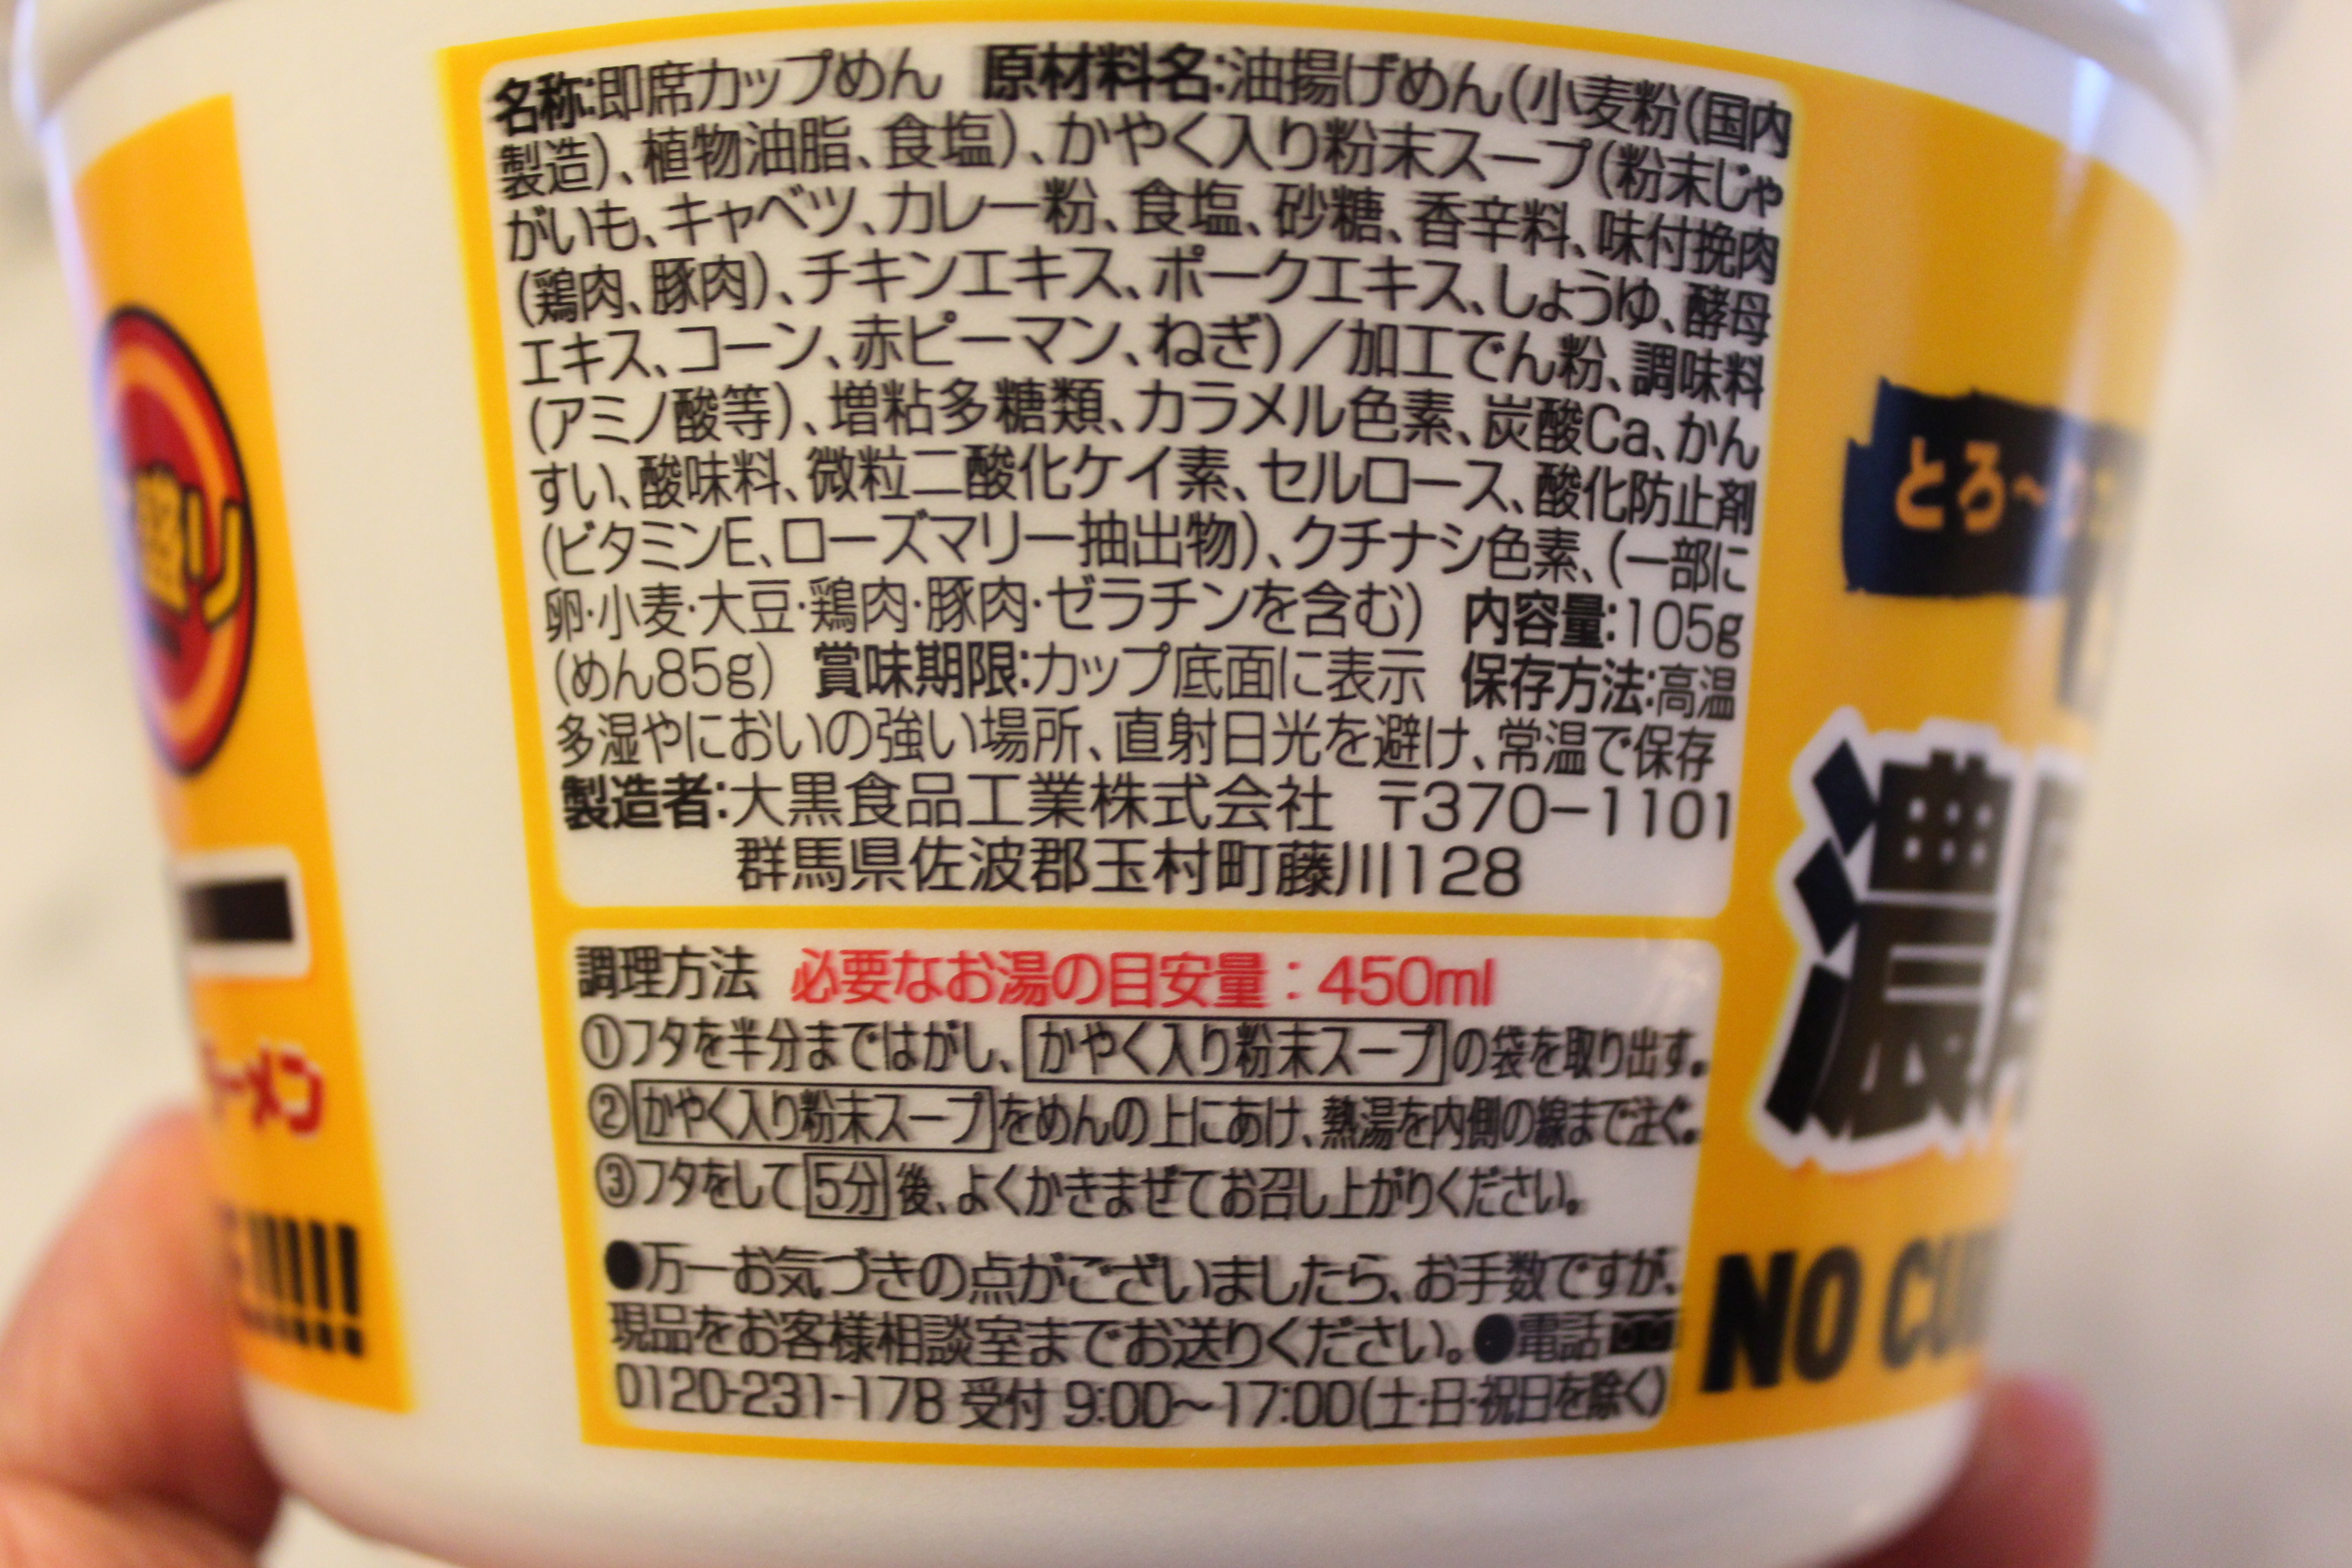 名称:即席カップめん 原材料名:油揚げめん(小麦粉(国内
製造)、植物油脂、食塩)、かやく入り粉末スープ(粉末じゃ
がいも、キャベツ、カレー粉、食塩、砂糖、香辛料、味付挽肉
(鶏肉、豚肉)、チキンエキス、ポークエキス、しょうゆ、酵母
エキス、コーン、赤ピーマン、ねぎ)/加工でん粉、調味料
(アミノ酸等)、増粘多糖類、カラメル色素、炭酸Ca、かん
すい、酸味料、微粒二酸化ケイ素、セルロース、酸化防止剤
(ビタミンE、ローズマリー抽出物)、クチナシ色素、(一部に
卵・小麦・大豆・鶏肉・豚肉・ゼラチンを含む) 内容量:105g
(めん85g) 賞味期限:カップ底面に表示 保存方法:高温
多湿やにおいの強い場所、直射日光を避け、常温で保存
製造者:大黒食品工業株式会社 〒370-1101
群馬県佐波郡玉村町藤川128
調理方法 必要なお湯の目安量:450ml
①フタを半分まではがし、かやく入り粉末スープの袋を取り出す。
②かやく入り粉末スープをめんの上にあけ、熱湯を内側の線まで注ぐ。
③フタをして5分後、よくかきまぜてお召し上がりください。
●万一お気づきの点がございましたら、お手数ですが、
現品をお客様相談室までお送りください。●電話
0120-231-178 受付 9:00~17:00(土・日・祝日を除く)
盛り
ーメン
!!!!!
とろ~
濃
NO CU